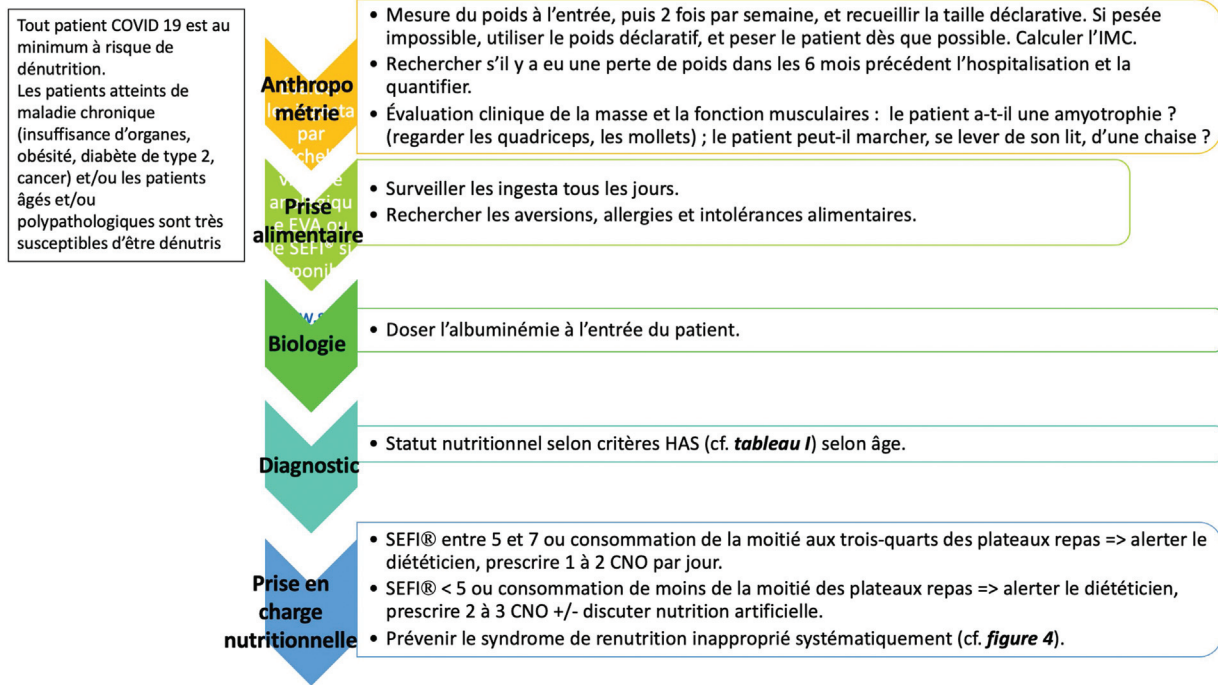 Tout patient COVID 19 est au
minimum à risque de
dénutrition.
Les patients atteints de
maladie chronique
(insuffisance d’organes,
obésité, diabète de type 2,
cancer) et/ou les patients
âgés et/ou
polypathologiques sont très
susceptibles d’être dénutris
Anthropo
métrie
• Mesure du poids à l’entrée, puis 2 fois par semaine, et recueillir la taille déclarative. Si pesée
impossible, utiliser le poids déclaratif, et peser le patient dès que possible. Calculer l’IMC.
• Rechercher s’il y a eu une perte de poids dans les 6 mois précédent l’hospitalisation et la
quantifier.
• Évaluation clinique de la masse et la fonction musculaires : le patient a-t-il une amyotrophie ?
(regarder les quadriceps, les mollets) ; le patient peut-il marcher, se lever de son lit, d’une chaise ?
par
Prise
alimentaire
e EVA ou
le SEFI® si
• Surveiller les ingesta tous les jours.
• Rechercher les aversions, allergies et intolérances alimentaires.
Biologie
• Doser l’albuminémie à l’entrée du patient.
Diagnostic
• Statut nutritionnel selon critères HAS (cf. tableau I) selon âge.
Prise en
charge
nutritionnelle
• SEFI® entre 5 et 7 ou consommation de la moitié aux trois-quarts des plateaux repas => alerter le
diététicien, prescrire 1 à 2 CNO par jour.
• SEFI® < 5 ou consommation de moins de la moitié des plateaux repas => alerter le diététicien,
prescrire 2 à 3 CNO +/- discuter nutrition artificielle.
• Prévenir le syndrome de renutrition inapproprié systématiquement (cf. figure 4).